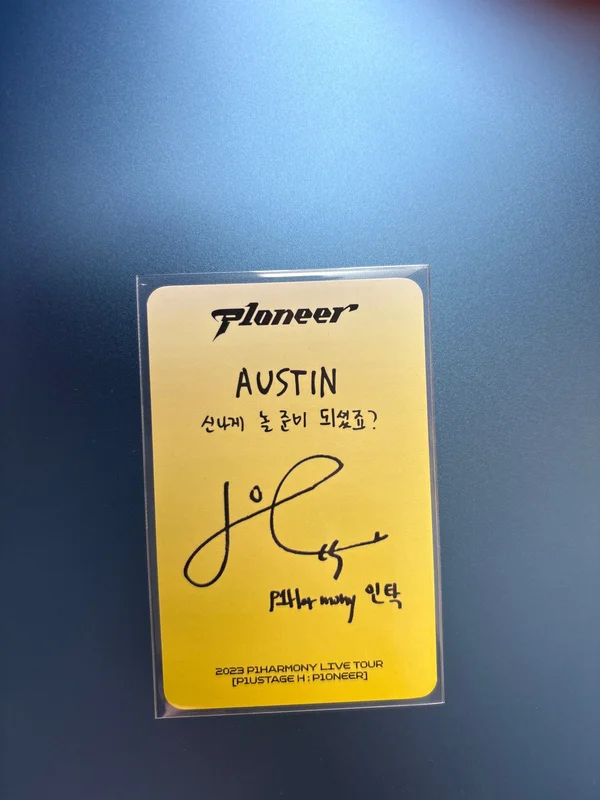 P1oneer
AUSTIN
신나게 놀 준비 되셨죠?
P1Harmony 인탁
2023 P1HARMONY LIVE TOUR
[P1USTAGE H : P1ONEER]